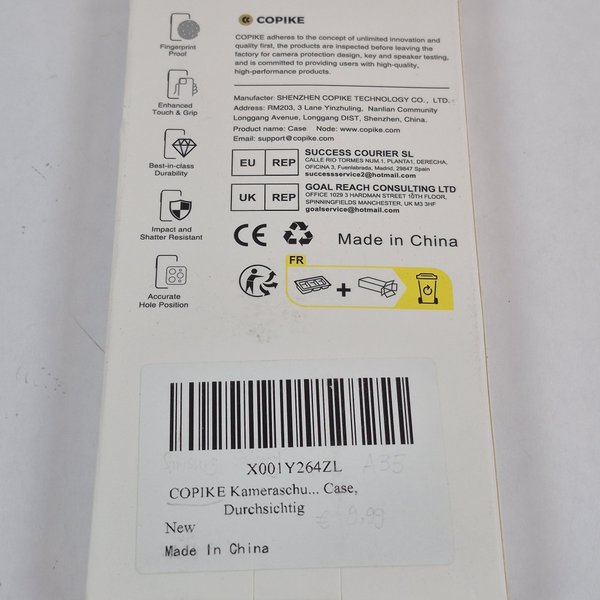 COPIKE
COPIKE adheres to the concept of unlimited innovation and
quality first, the products are inspected before leaving the
factory for camera protection design, key and speaker testing,
and is committed to providing users with high-quality,
high-performance products.
Fingerprint
Proof
Enhanced
Touch & Grip
Best-in-class
Durability
Impact and
Shatter Resistant
Accurate
Hole Position
Manufacter: SHENZHEN COPIKE TECHNOLOGY CO., LTD.
Address: RM203, 3 Lane Yinzhuling, Nanlian Community
Longgang Avenue, Longgang DIST, Shenzhen, China.
Product name: Case Node: www.copike.com
Email: support@copike.com
EU REP
SUCCESS COURIER SL
CALLE RIO TORMES NUM.1, PLANTA1, DERECHA,
OFICINA 3, Fuenlabrada, Madrid, 29847 Spain
successservice2@hotmail.com
UK REP
GOAL REACH CONSULTING LTD
OFFICE 1029 3 HARDMAN STREET 10TH FLOOR,
SPINNINGFIELDS MANCHESTER, UK M3 3HF
goalservice@hotmail.com
CE Made in China
FR
+
X001Y264ZL A35
COPIKE Kameraschu... Case,
Durchsichtig
New
Made In China